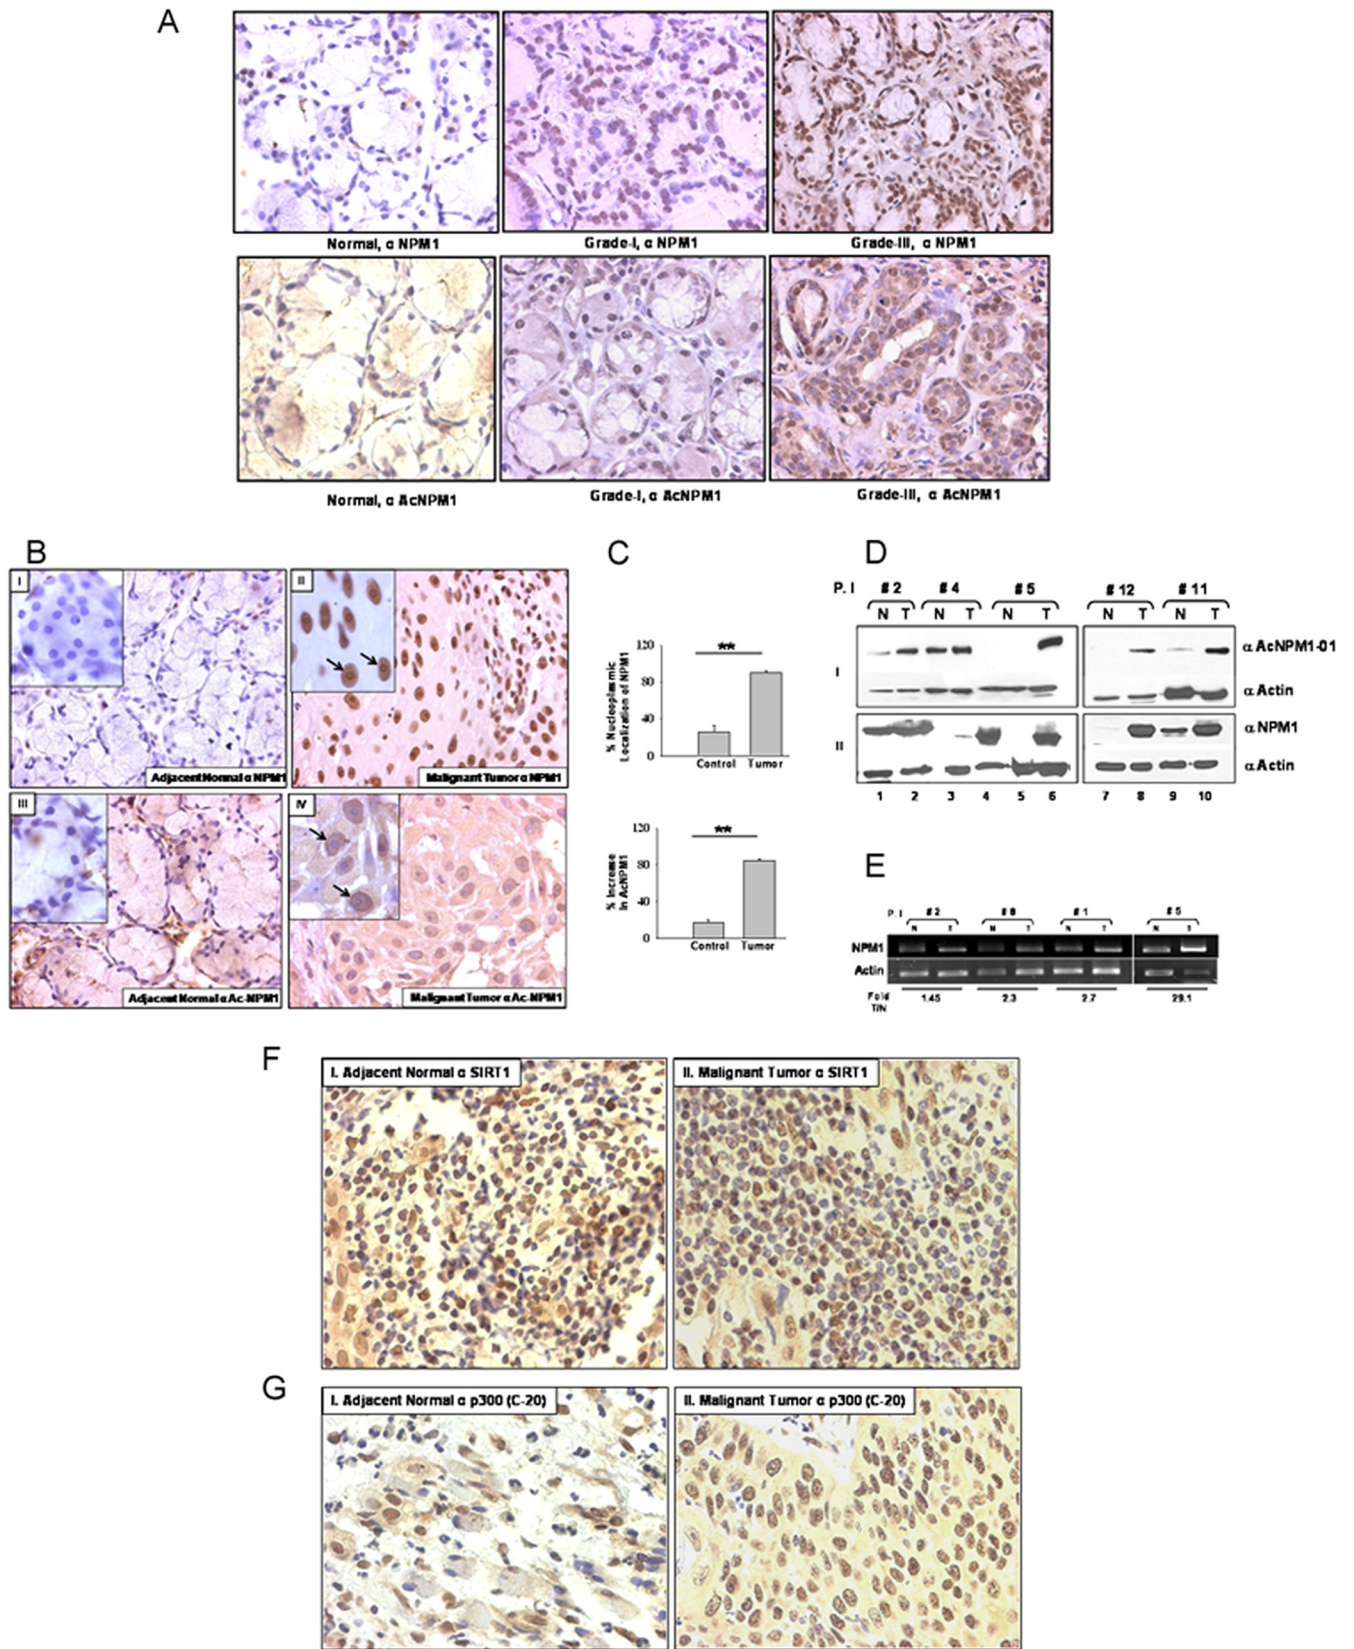 A
Normal, α NPM1
Grade-I, α NPM1
Grade-III, α NPM1
Normal, α AcNPM1
Grade-I, α AcNPM1
Grade-III, α AcNPM1
B
I
II
Adjacent Normal α NPM1
Malignant Tumor α NPM1
III
IV
Adjacent Normal α Ac-NPM1
Malignant Tumor α Ac-NPM1
C
% Nucleoplasmic
Localization of NPM1
120
80
40
0
**
Control Tumor
% Increase
in AcNPM1
120
80
40
0
**
Control Tumor
D
P. I # 2 # 4 # 5 # 12 # 11
N T N T N T N T N T
I
α AcNPM1-01
α Actin
II
α NPM1
α Actin
1 2 3 4 5 6 7 8 9 10
E
P. I # 2 # 8 # 1 # 5
N T N T N T N T
NPM1
Actin
Fold
T/N
1.45 2.3 2.7 29.1
F
I. Adjacent Normal α SIRT1
II. Malignant Tumor α SIRT1
G
I. Adjacent Normal α p300 (C-20)
II. Malignant Tumor α p300 (C-20)